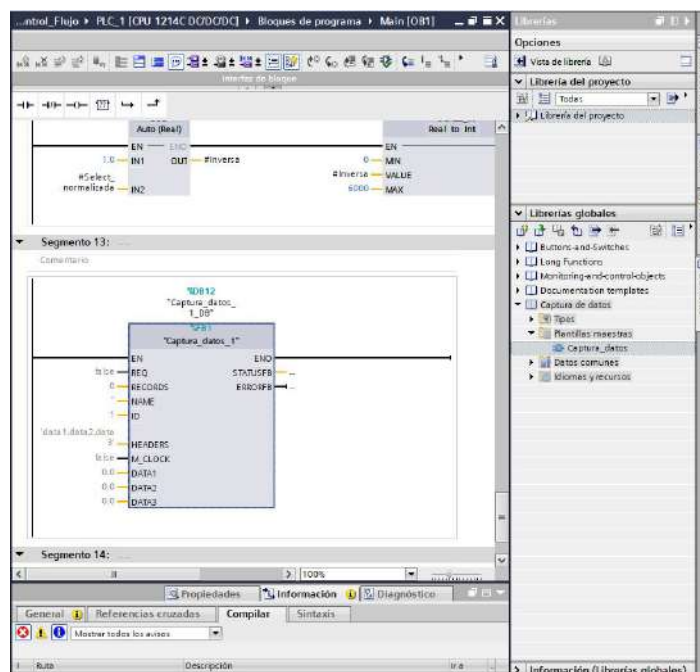 ...ntrol_Flujo ▸ PLC_1 [CPU 1214C DC/DC/DC] ▸ Bloques de programa ▸ Main [OB1]
Interfaz de bloque
Auto (Real)
EN ENO
1.0 IN1 OUT #Inversa
#Select_
normalizada IN2
Real to Int
EN
0 MIN
#Inversa VALUE
6000 MAX
Segmento 13: .....
Comentario
%DB12
"Captura_datos_
1_DB"
"Captura_datos_1"
EN ENO
false REQ STATUSFB ...
0 RECORDS ERRORFB ...
NAME
ID
'data1,data2,data
3' HEADERS
false M_CLOCK
0.0 DATA1
0.0 DATA2
0.0 DATA3
Segmento 14: .....
100%
Propiedades Información Diagnóstico
General Referencias cruzadas Compilar Sintaxis
Mostrar todos los avisos
! Ruta Descripción Ir a
Librerías
Opciones
Vista de librería
Librería del proyecto
Todas
Librería del proyecto
Librerías globales
Buttons-and-Switches
Long Functions
Monitoring-and-control-objects
Documentation templates
Captura de datos
Tipos
Plantillas maestras
Captura_datos
Datos comunes
Idiomas y recursos
Información (Librerías globales)